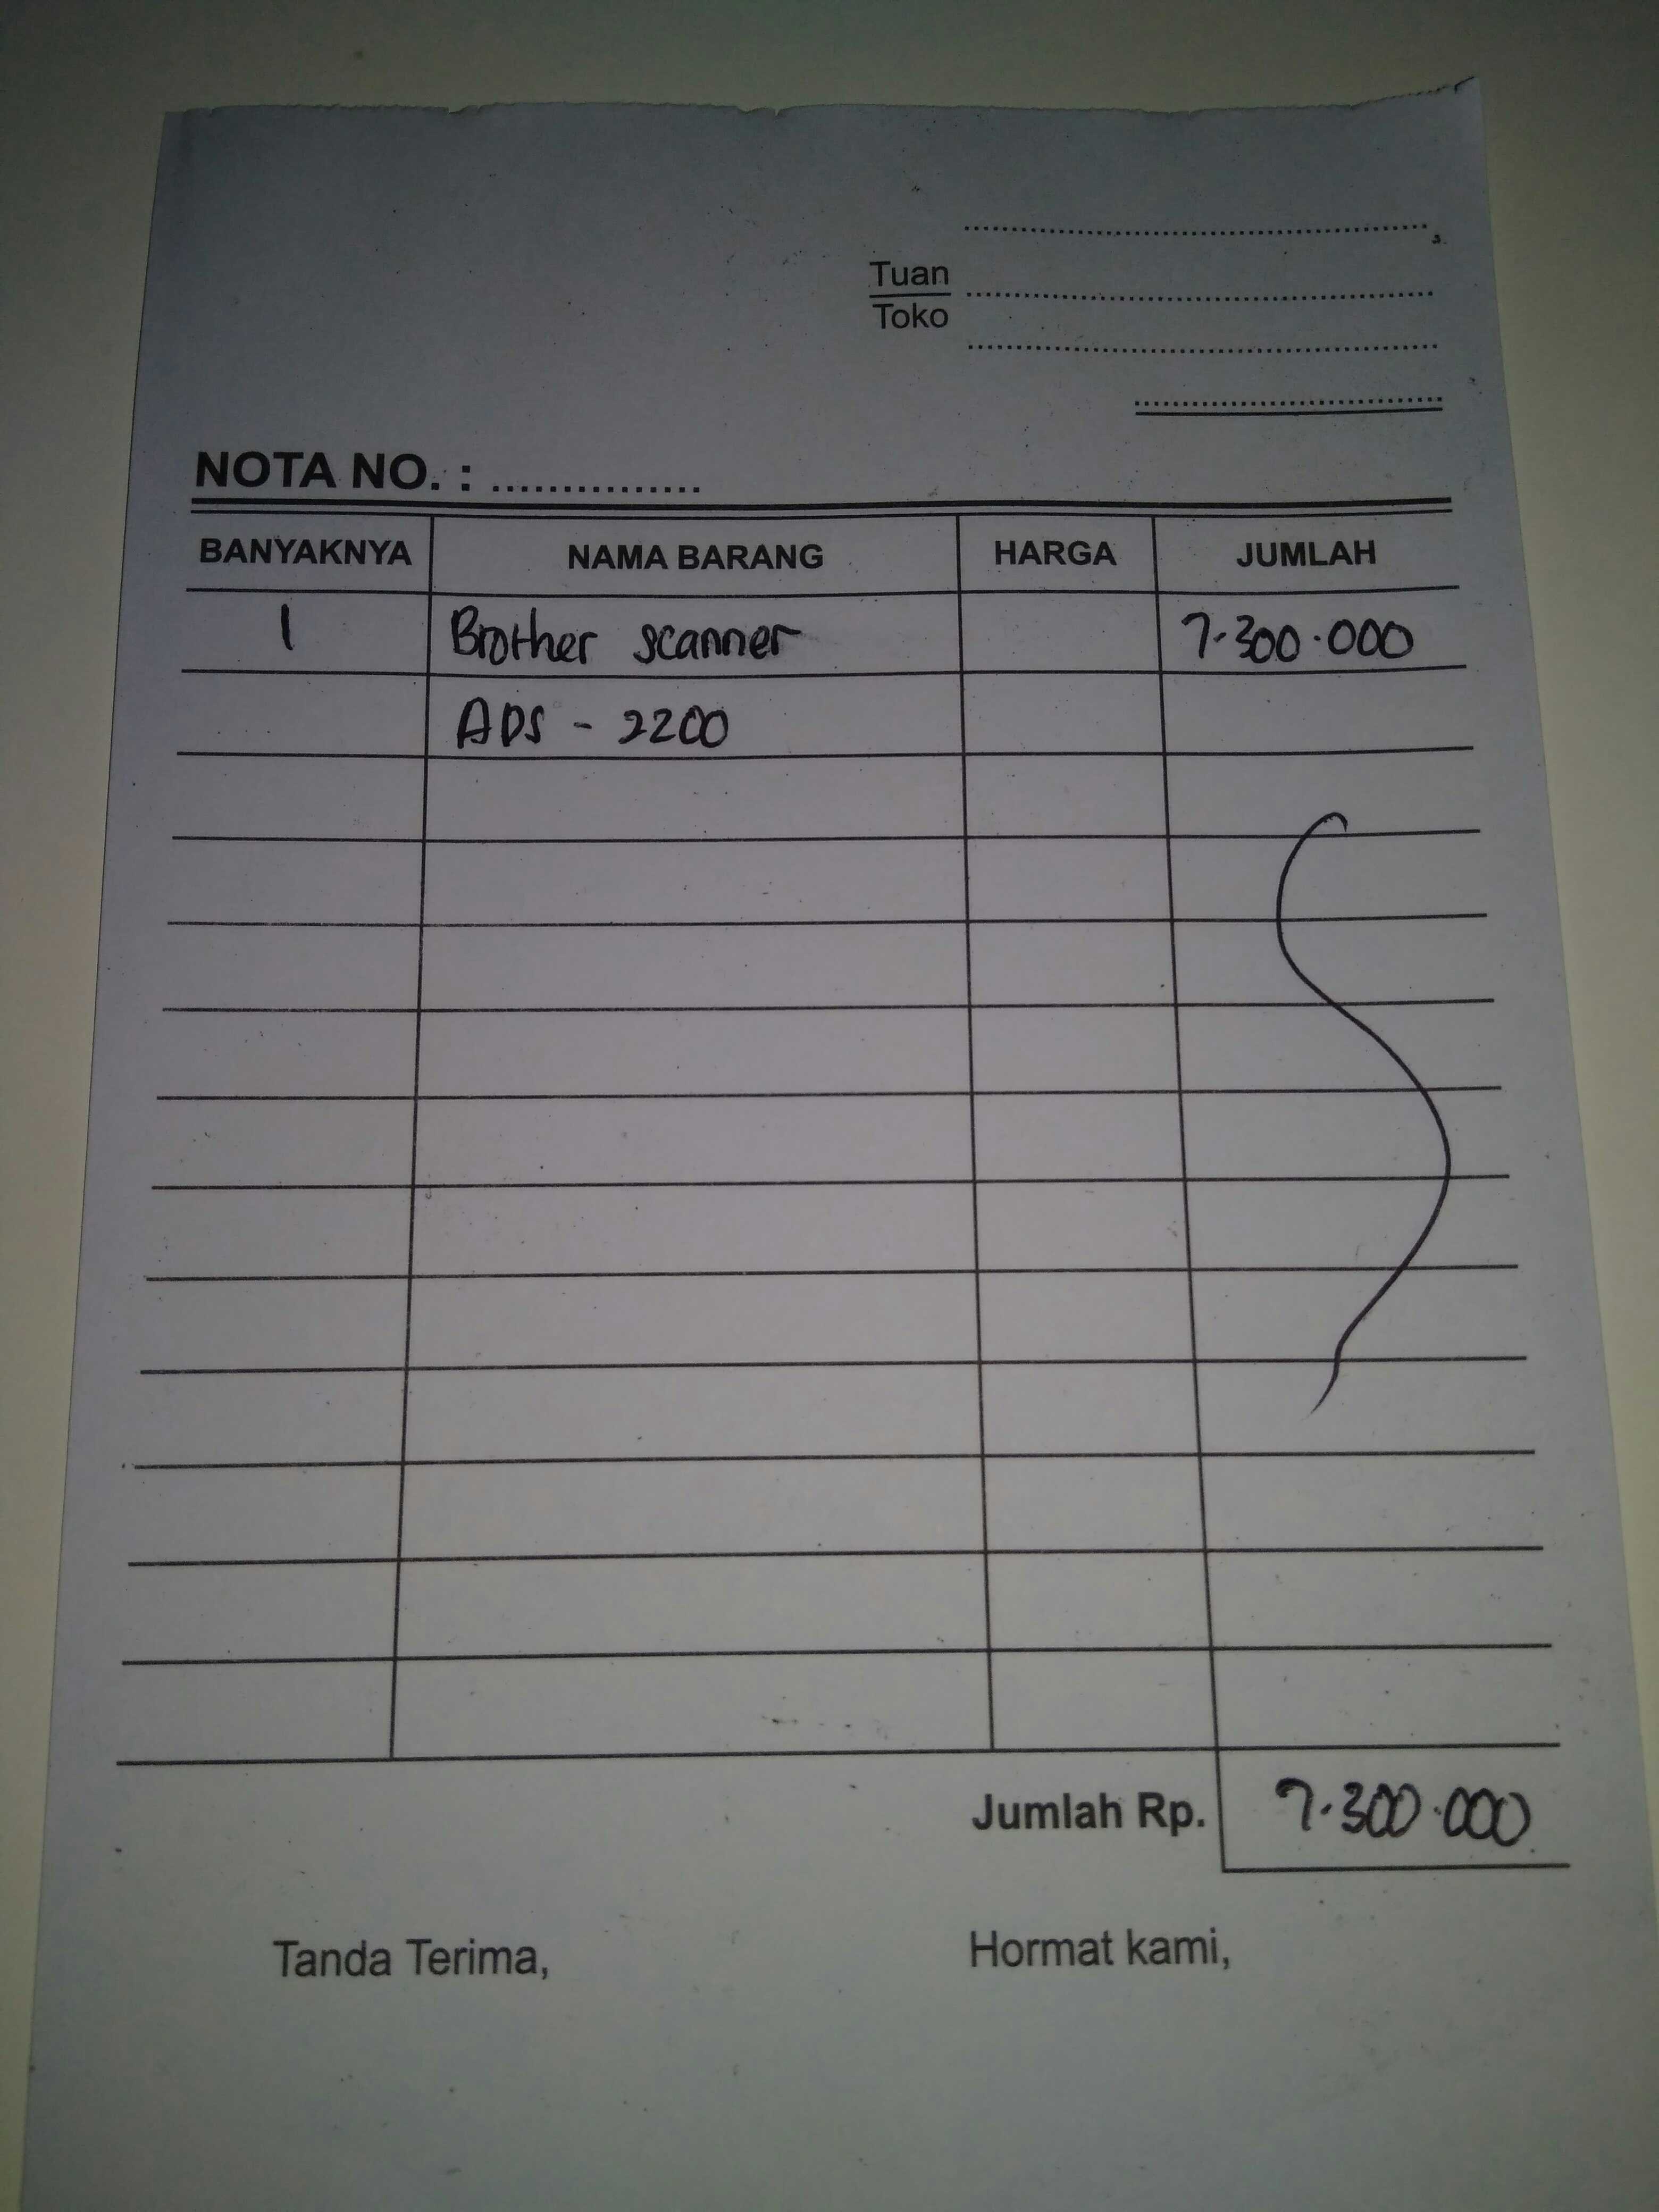 Tuan
Toko
NOTA NO. : ...............
BANYAKNYA NAMA BARANG HARGA JUMLAH
1 Brother scanner 7.300.000
ADS - 2200
Jumlah Rp. 7.300.000
Tanda Terima, Hormat kami,